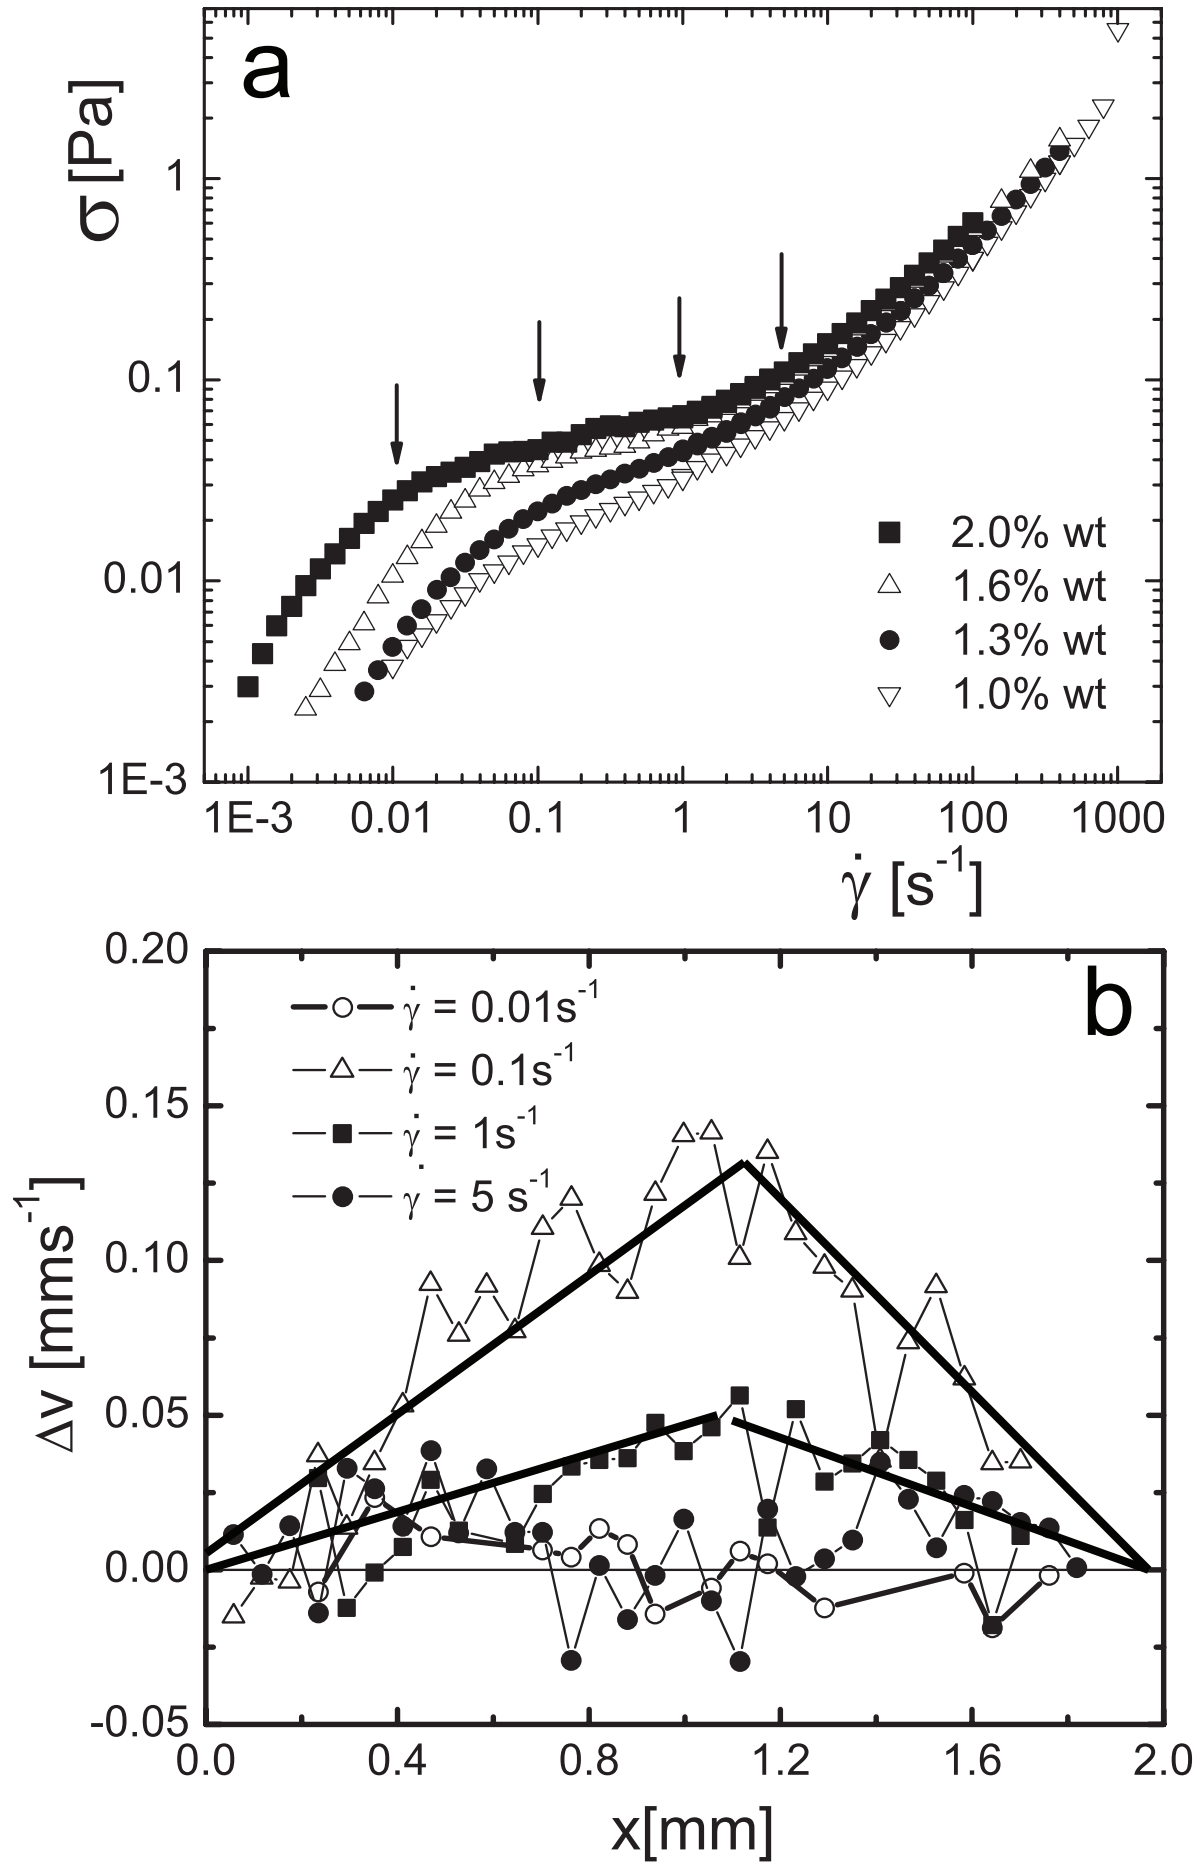 a
σ [Pa]
1
0.1
0.01
1E-3
2.0% wt
1.6% wt
1.3% wt
1.0% wt
1E-3 0.01 0.1 1 10 100 1000
γ̇ [s⁻¹]
b
0.20
0.15
0.10
0.05
0.00
-0.05
γ̇ = 0.01s⁻¹
γ̇ = 0.1s⁻¹
γ̇ = 1s⁻¹
γ̇ = 5 s⁻¹
Δv [mms⁻¹]
0.0 0.4 0.8 1.2 1.6 2.0
x[mm]